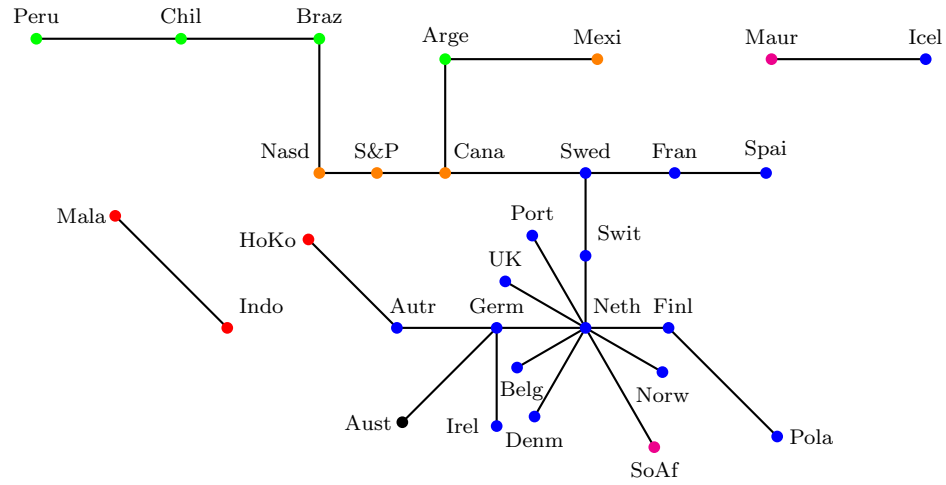 Peru
Chil
Braz
Arge
Mexi
Maur
Icel
Nasd
S&P
Cana
Swed
Fran
Spai
Mala
HoKo
Port
Swit
UK
Indo
Autr
Germ
Neth
Finl
Belg
Norw
Aust
Irel
Denm
Pola
SoAf